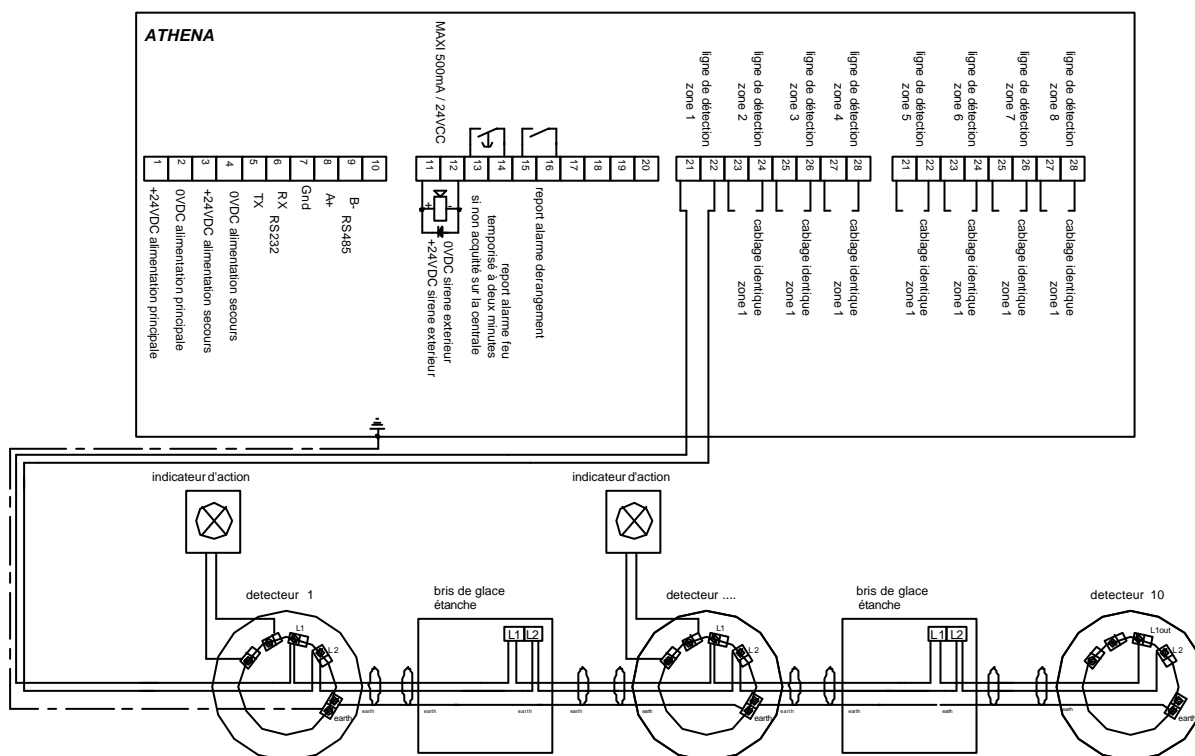 ATHENA
MAXI 500mA / 24VCC
ligne de détection
zone 1
ligne de détection
zone 2
ligne de détection
zone 3
ligne de détection
zone 4
ligne de détection
zone 5
ligne de détection
zone 6
ligne de détection
zone 7
ligne de détection
zone 8
1
2
3
4
5
6
7
8
9
10
11
12
13
14
15
16
17
18
19
20
21
22
23
24
25
26
27
28
21
22
23
24
25
26
27
28
+24VDC alimentation principale
0VDC alimentation principale
+24VDC alimentation secours
0VDC alimentation secours
TX
RX
RS232
Gnd
A+
B-
RS485
+
-
+24VDC sirene exterieur
0VDC sirene exterieur
report alarme feu
temporisé à deux minutes
si non acquitté sur la centrale
report alarme derangement
cablage identique
zone 1
cablage identique
zone 1
cablage identique
zone 1
cablage identique
zone 1
cablage identique
zone 1
cablage identique
zone 1
cablage identique
zone 1
indicateur d'action
indicateur d'action
detecteur 1
bris de glace
étanche
detecteur ....
bris de glace
étanche
detecteur 10
L1
L2
earth
L1 L2
L1
L2
earth
L1 L2
L1out
L2
earth
earth
earth
earth
earth
earth
earth
earth
earth